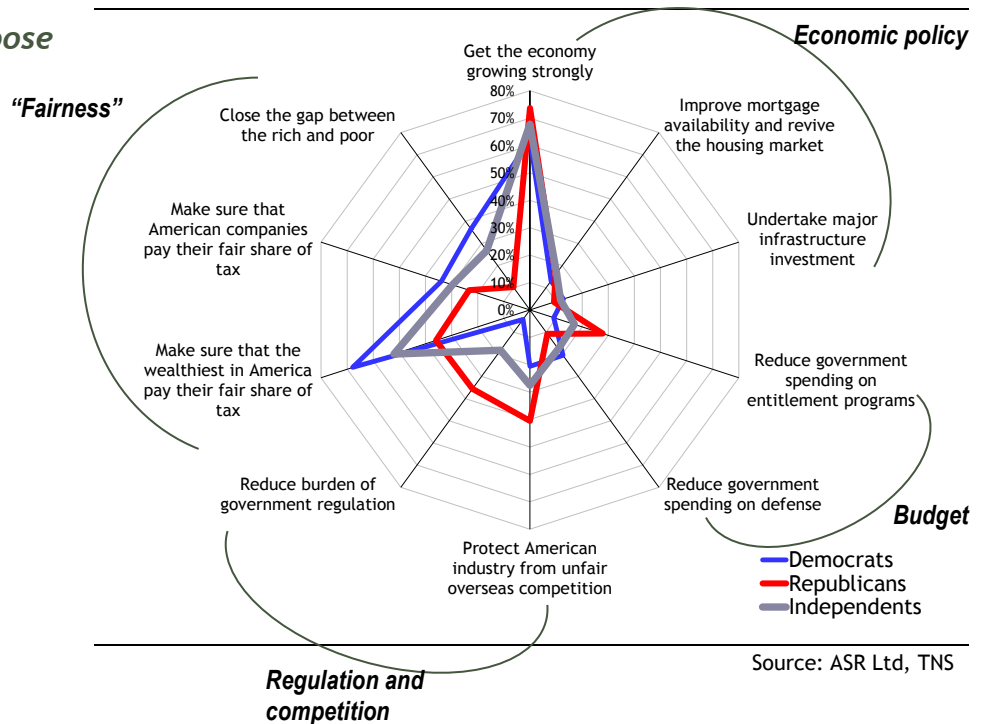 pose
Economic policy
"Fairness"
Get the economy
growing strongly
Close the gap between
the rich and poor
Improve mortgage
availability and revive
the housing market
Make sure that
American companies
pay their fair share of
tax
Undertake major
infrastructure
investment
80%
70%
60%
50%
40%
30%
20%
10%
0%
Make sure that the
wealthiest in America
pay their fair share of
tax
Reduce government
spending on
entitlement programs
Reduce burden of
government regulation
Reduce government
spending on defense
Budget
Protect American
industry from unfair
overseas competition
Democrats
Republicans
Independents
Source: ASR Ltd, TNS
Regulation and
competition